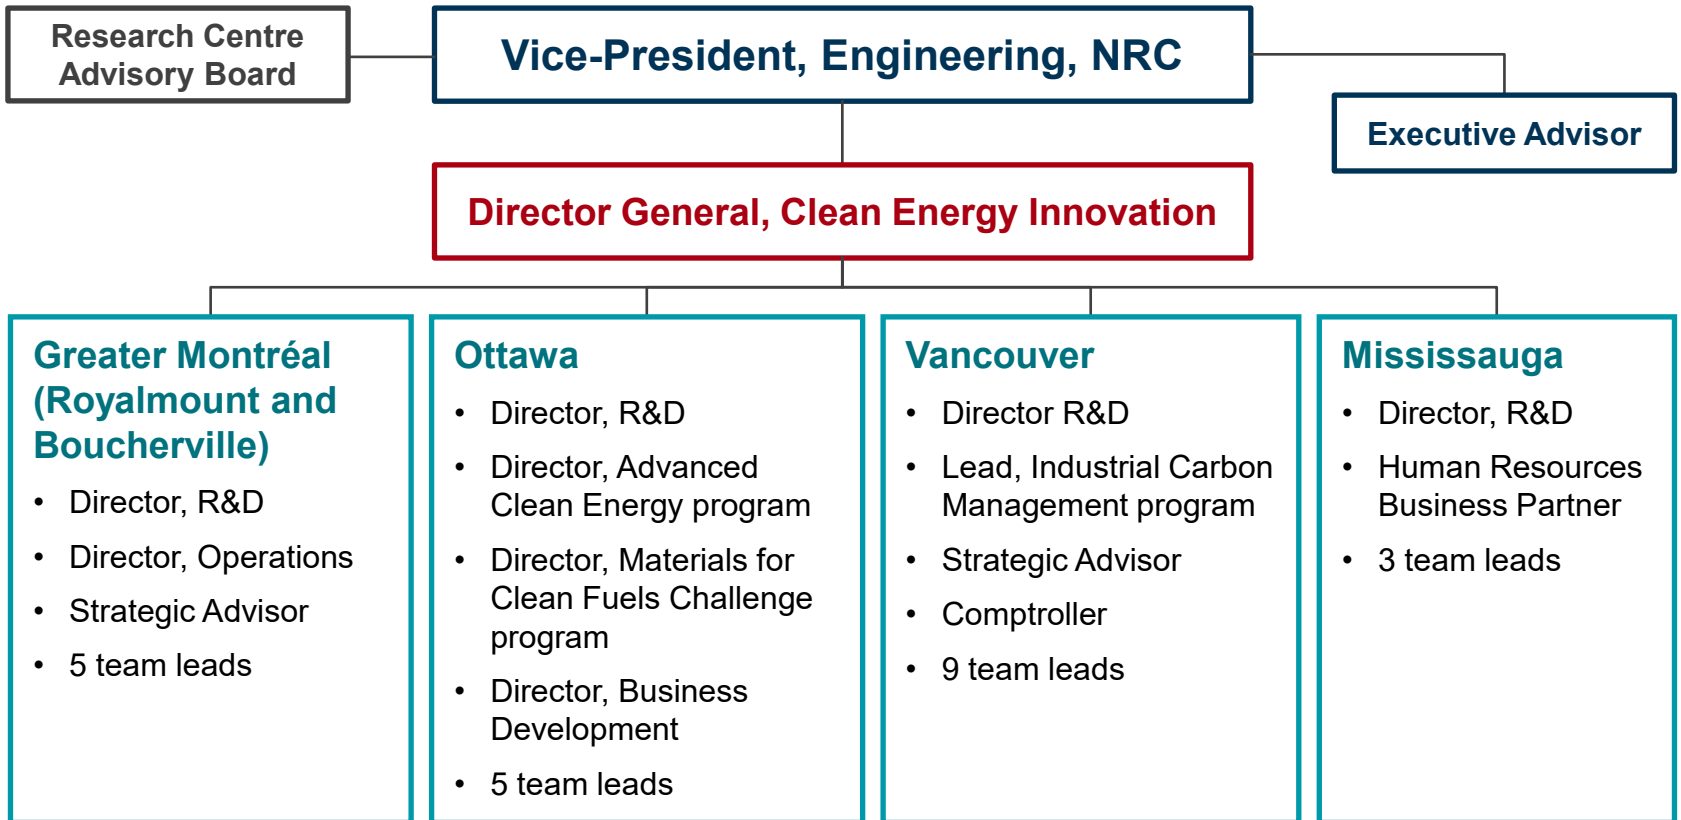 Research Centre
Advisory Board
Vice-President, Engineering, NRC
Executive Advisor
Director General, Clean Energy Innovation
Greater Montréal
(Royalmount and
Boucherville)
• Director, R&D
• Director, Operations
• Strategic Advisor
• 5 team leads
Ottawa
• Director, R&D
• Director, Advanced
Clean Energy program
• Director, Materials for
Clean Fuels Challenge
program
• Director, Business
Development
• 5 team leads
Vancouver
• Director R&D
• Lead, Industrial Carbon
Management program
• Strategic Advisor
• Comptroller
• 9 team leads
Mississauga
• Director, R&D
• Human Resources
Business Partner
• 3 team leads